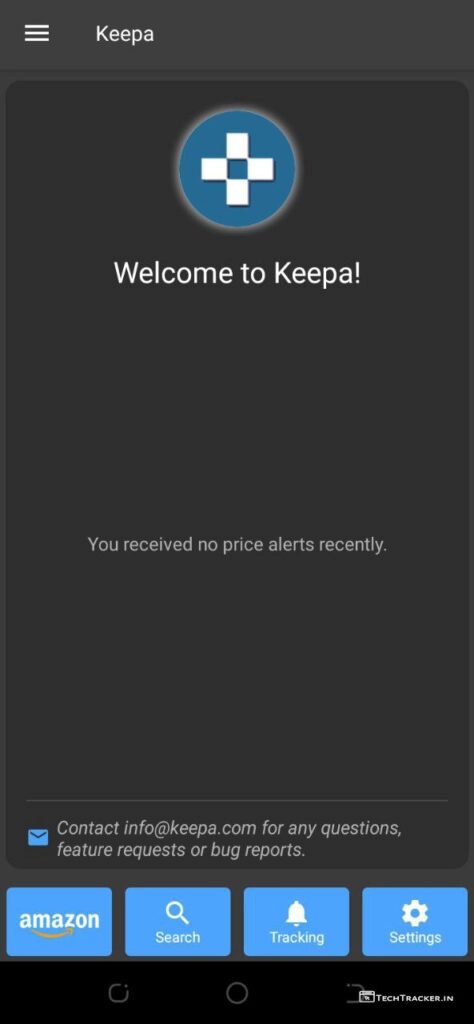 Keepa
Welcome to Keepa!
You received no price alerts recently.
Contact info@keepa.com for any questions,
feature requests or bug reports.
amazon
Search
Tracking
Settings
TechTracker.in